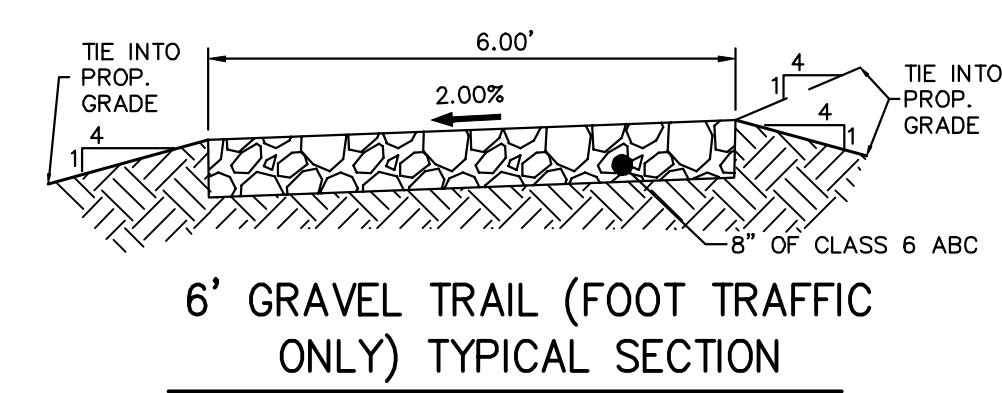 TIE INTO
PROP.
GRADE
6.00'
2.00%
4
1
4
1
4
1
TIE INTO
PROP.
GRADE
8" OF CLASS 6 ABC
6' GRAVEL TRAIL (FOOT TRAFFIC
ONLY) TYPICAL SECTION